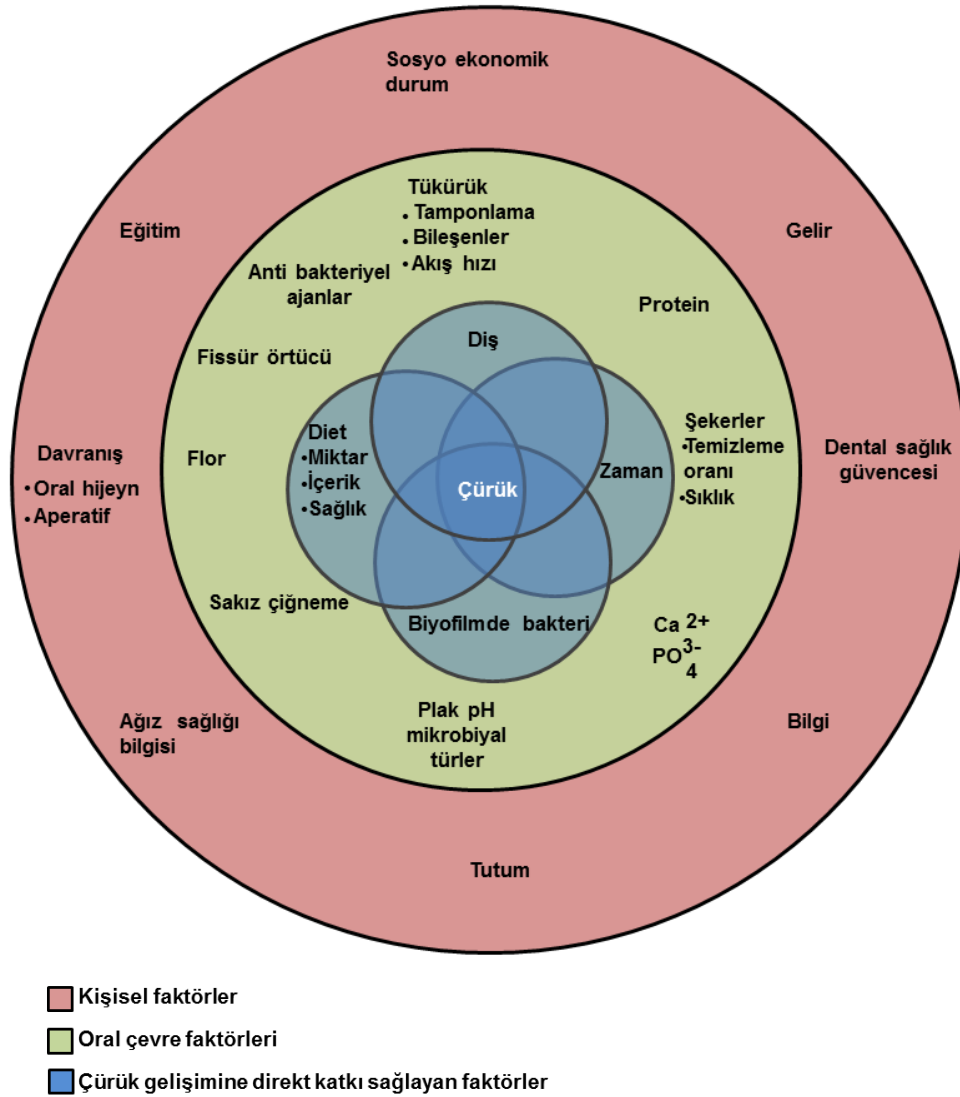 Sosyo ekonomik
durum
Eğitim
Gelir
Tükürük
• Tamponlama
• Bileşenler
• Akış hızı
Anti bakteriyel
ajanlar
Protein
Fissür örtücü
Diş
Davranış
• Oral hijeyn
• Aperatif
Flor
Diet
• Miktar
• İçerik
• Sağlık
Çürük
Zaman
Şekerler
• Temizleme
oranı
• Sıklık
Dental sağlık
güvencesi
Sakız çiğneme
Biyofilmde bakteri
Ca 2+
PO 3-
4
Ağız sağlığı
bilgisi
Plak pH
mikrobiyal
türler
Bilgi
Tutum
Kişisel faktörler
Oral çevre faktörleri
Çürük gelişimine direkt katkı sağlayan faktörler